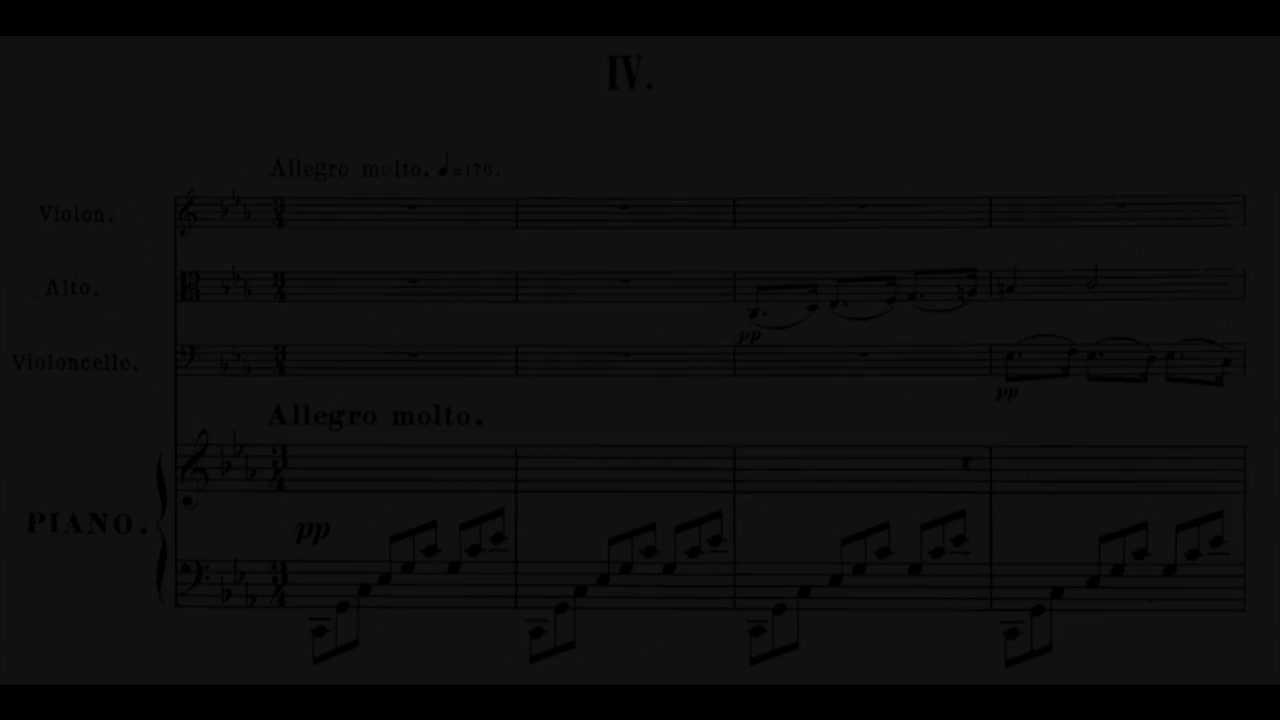 IV.
Allegro molto. ♩=176.
Violon.
Alto.
pp
Violoncelle.
pp
Allegro molto.
PIANO.
pp